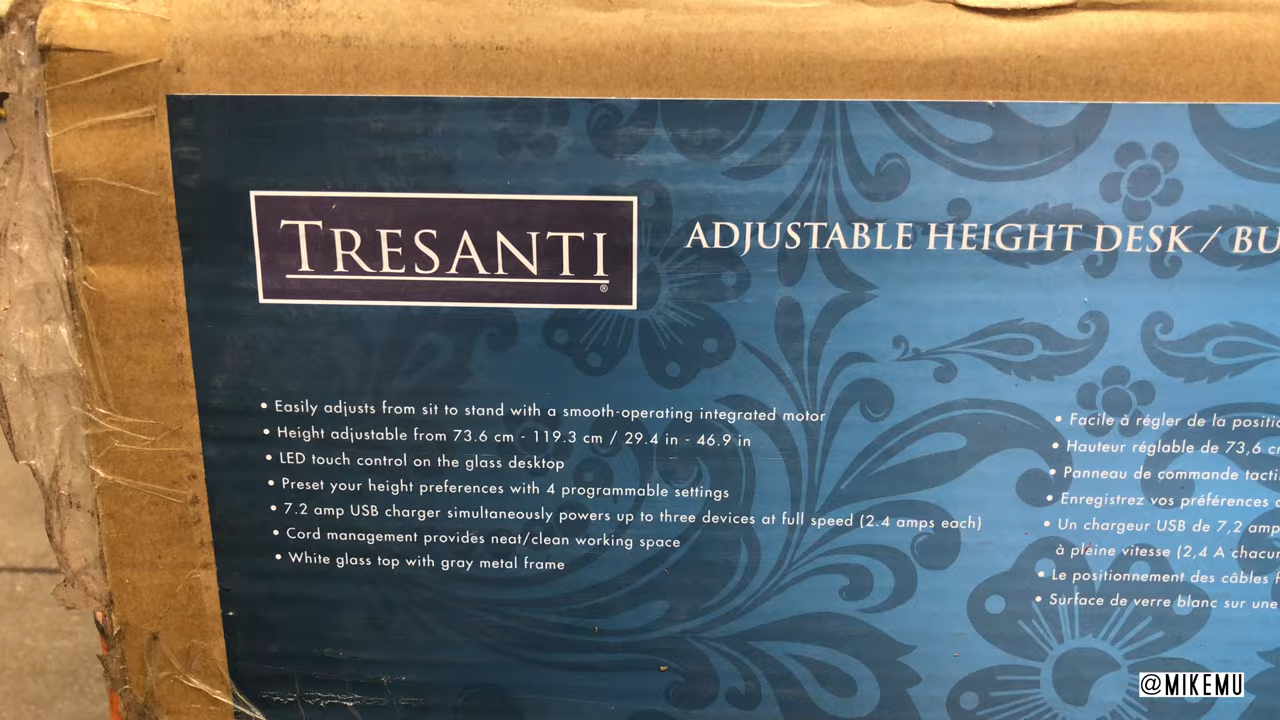 TRESANTI®
ADJUSTABLE HEIGHT DESK / BU
• Easily adjusts from sit to stand with a smooth-operating integrated motor
• Height adjustable from 73.6 cm - 119.3 cm / 29.4 in - 46.9 in
• LED touch control on the glass desktop
• Preset your height preferences with 4 programmable settings
• 7.2 amp USB charger simultaneously powers up to three devices at full speed (2.4 amps each)
• Cord management provides neat/clean working space
• White glass top with gray metal frame
• Facile à régler de la positi
• Hauteur réglable de 73,6 c
• Panneau de commande tacti
• Enregistrez vos préférences
• Un chargeur USB de 7,2 amp
à pleine vitesse (2,4 A chacu
• Le positionnement des câbles
• Surface de verre blanc sur une
@MIKEMU